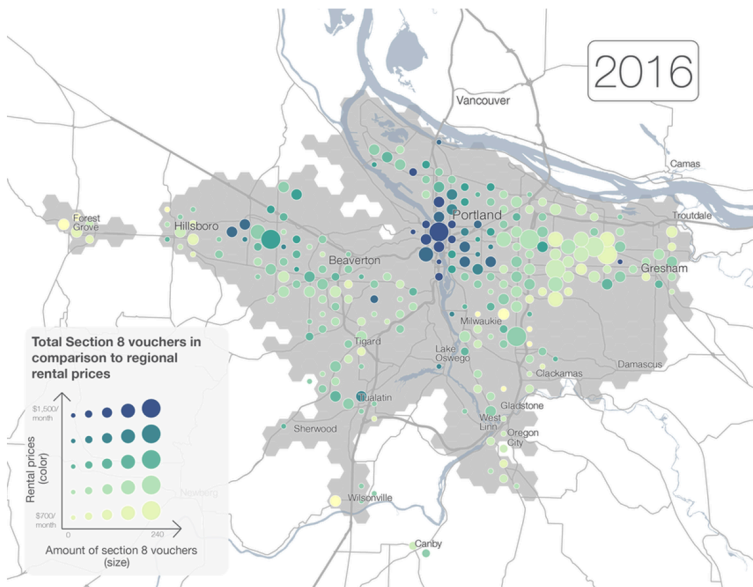 2016
Vancouver
Camas
Forest
Grove
Hillsboro
Portland
Troutdale
Beaverton
Gresham
Milwaukie
Tigard
Lake
Oswego
Damascus
Clackamas
Tualatin
Gladstone
West
Linn
Sherwood
Oregon
City
Newberg
Wilsonville
Canby
Total Section 8 vouchers in
comparison to regional
rental prices
$1,500/
month
Rental prices
(color)
$700/
month
0
240
Amount of section 8 vouchers
(size)